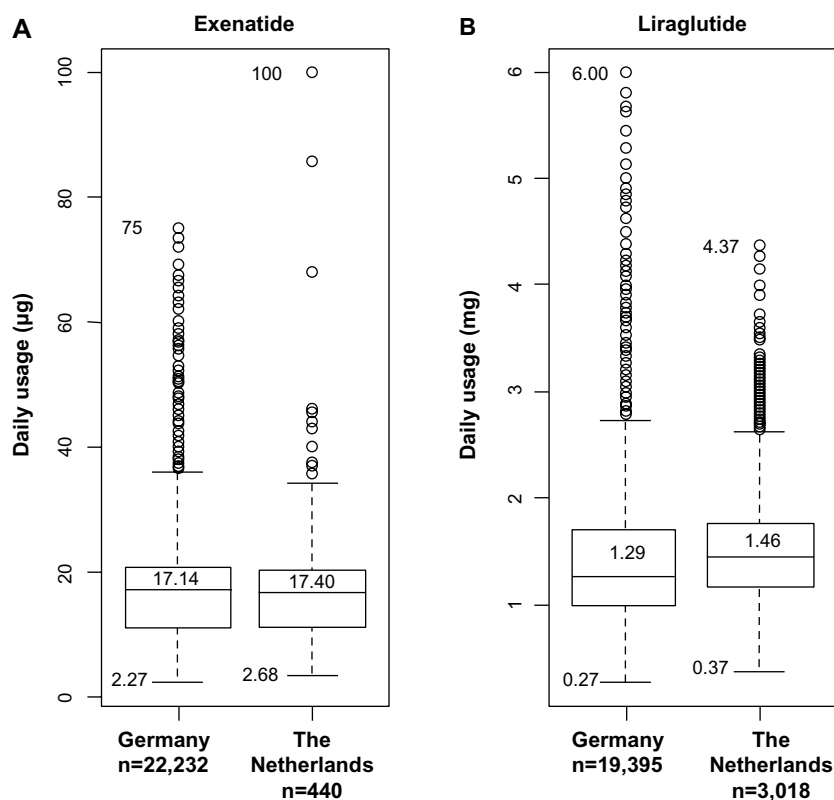 A
Exenatide
Daily usage (µg)
100
80
60
40
20
0
75
100
17.14
17.40
2.27
2.68
Germany
n=22,232
The
Netherlands
n=440
B
Liraglutide
Daily usage (mg)
6
5
4
3
2
1
6.00
4.37
1.29
1.46
0.27
0.37
Germany
n=19,395
The
Netherlands
n=3,018